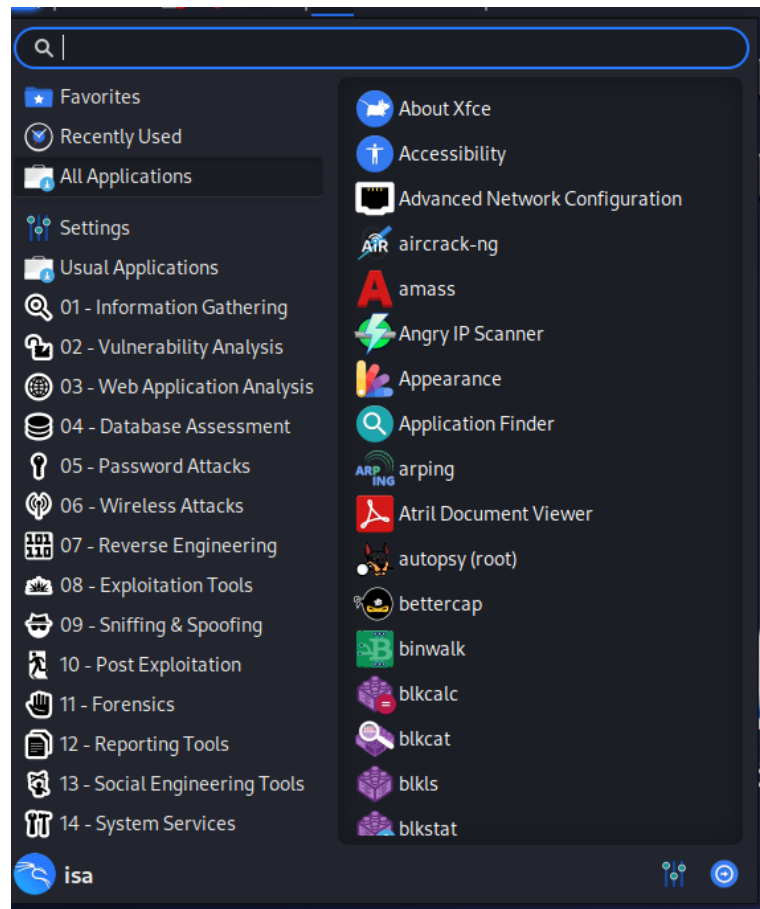 Favorites
Recently Used
All Applications
Settings
Usual Applications
01 - Information Gathering
02 - Vulnerability Analysis
03 - Web Application Analysis
04 - Database Assessment
05 - Password Attacks
06 - Wireless Attacks
07 - Reverse Engineering
08 - Exploitation Tools
09 - Sniffing & Spoofing
10 - Post Exploitation
11 - Forensics
12 - Reporting Tools
13 - Social Engineering Tools
14 - System Services
About Xfce
Accessibility
Advanced Network Configuration
AIR aircrack-ng
amass
Angry IP Scanner
Appearance
Application Finder
ARPING arping
Atril Document Viewer
autopsy (root)
bettercap
binwalk
blkcalc
blkcat
blkls
blkstat
isa